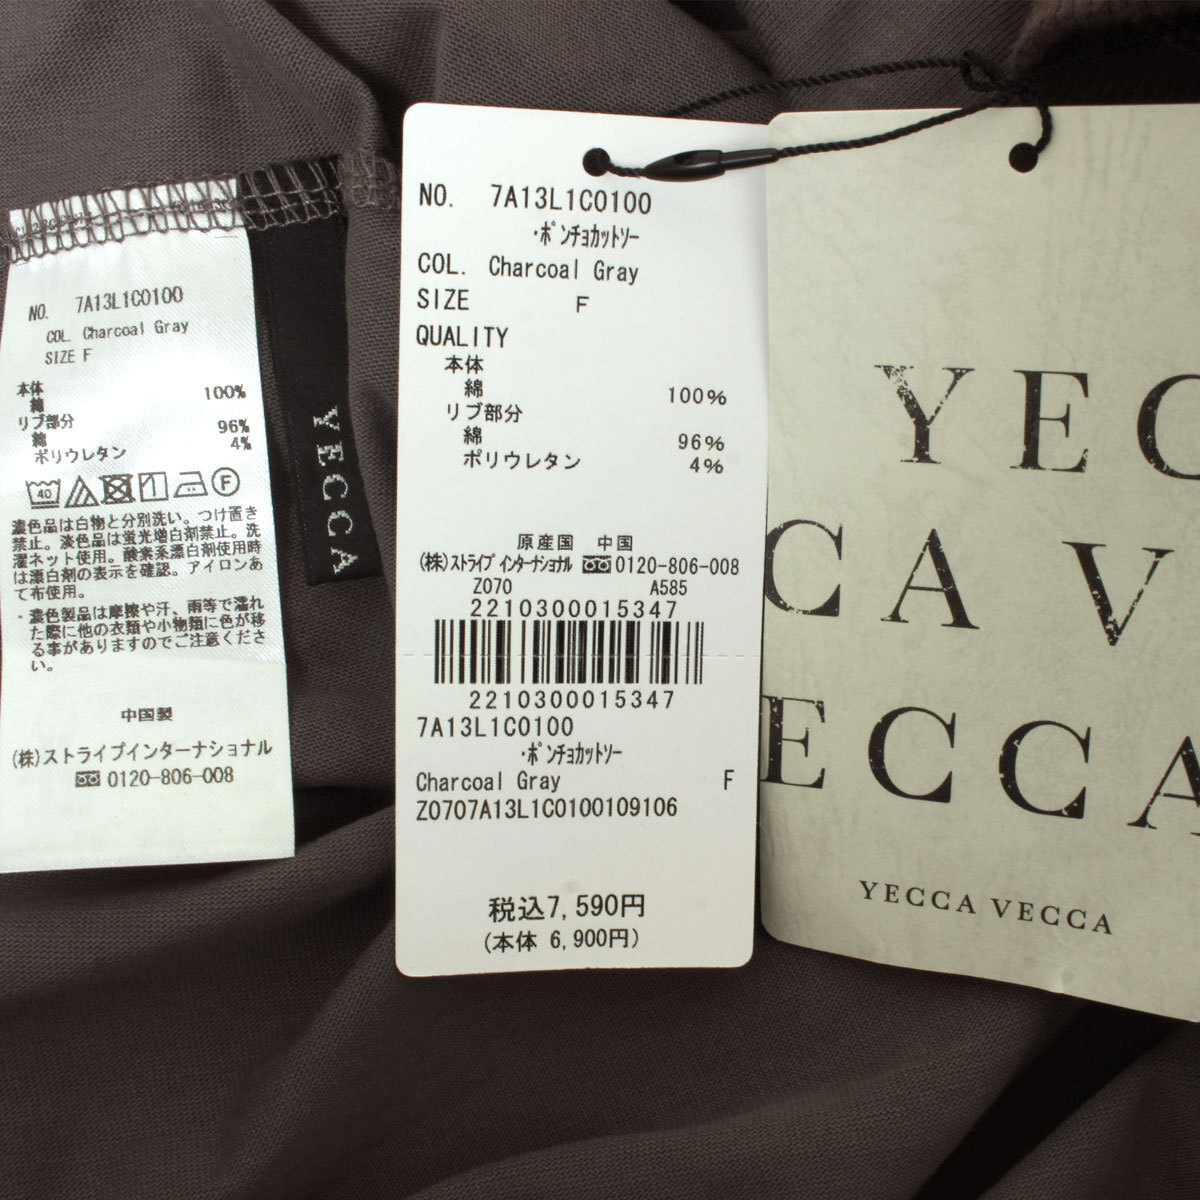 NO. 7A13L1C0100
COL. Charcoal Gray
SIZE F
本体
綿 100%
リブ部分
綿 96%
ポリウレタン 4%
40
F
濃色品は白物と分別洗い。つけ置き
禁止。淡色品は蛍光増白剤禁止。洗
濯ネット使用。酸素系漂白剤使用時
は漂白剤の表示を確認。アイロンあ
て布使用。
・濃色製品は摩擦や汗、雨等で濡れ
た際に他の衣類や小物類に色が移
る事がありますのでご注意くださ
い。
中国製
(株)ストライプインターナショナル
0120-806-008
YECCA
NO. 7A13L1C0100
・ポンチョカットソー
COL. Charcoal Gray
SIZE F
QUALITY
本体
綿 100%
リブ部分
綿 96%
ポリウレタン 4%
原産国 中国
(株)ストライプ インターナショナル 0120-806-008
Z070 A585
2210300015347
2210300015347
7A13L1C0100
・ポンチョカットソー
Charcoal Gray F
Z0707A13L1C0100109106
税込7,590円
(本体 6,900円)
YEC
CA V
ECCA
YECCA VECCA